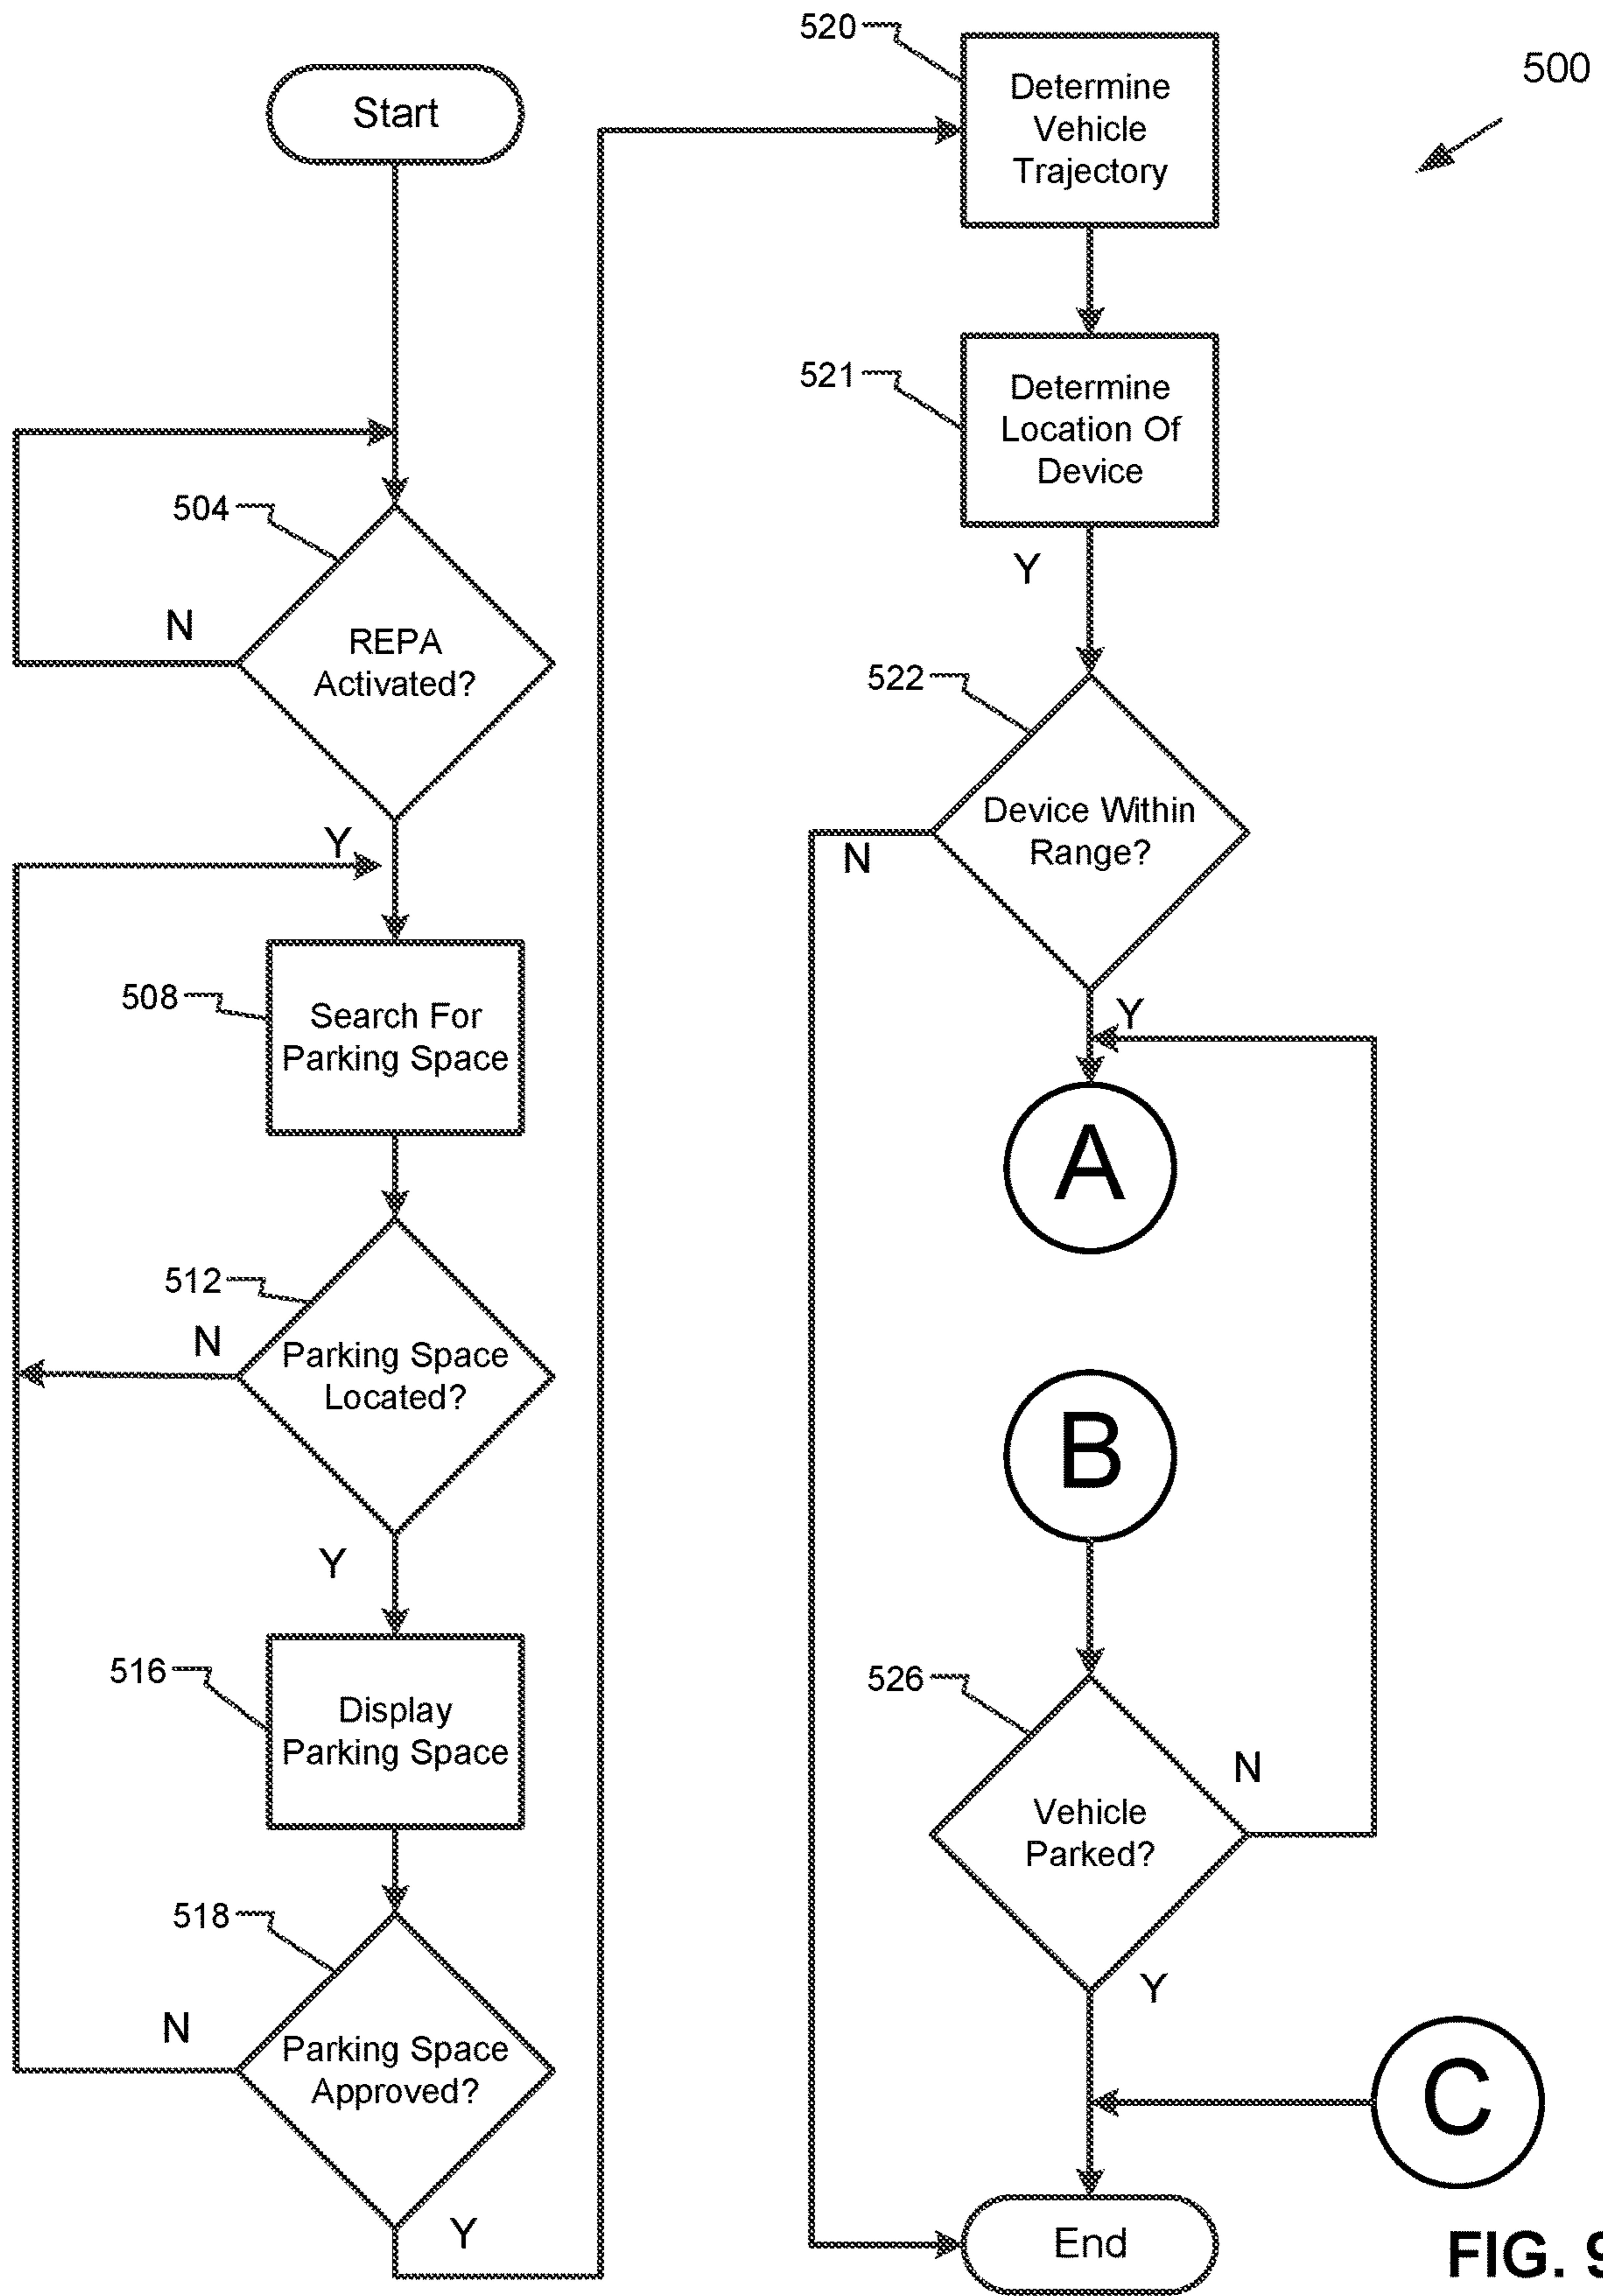 Start
504
N
REPA
Activated?
Y
508
Search For
Parking Space
512
N
Parking Space
Located?
Y
516
Display
Parking Space
518
N
Parking Space
Approved?
Y
520
Determine
Vehicle
Trajectory
500
521
Determine
Location Of
Device
Y
522
Device Within
Range?
N
Y
A
B
526
Vehicle
Parked?
N
Y
C
End
FIG. 9